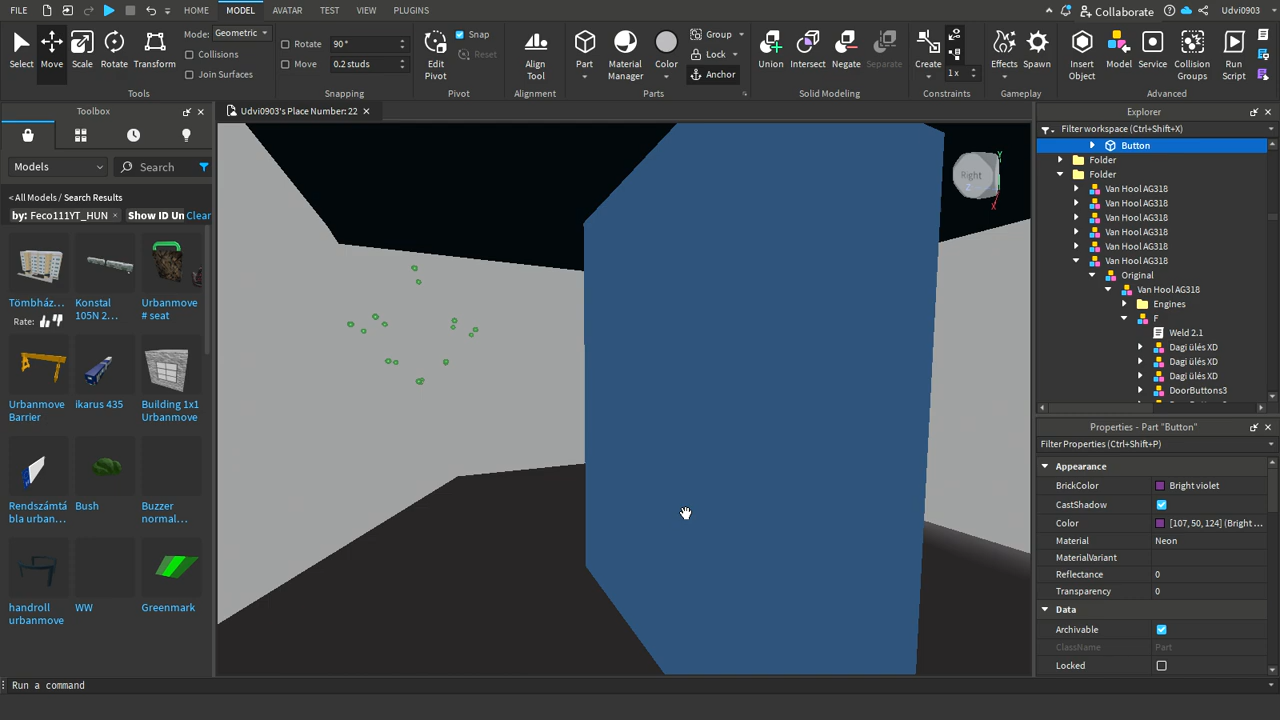 FILE
HOME
MODEL
AVATAR
TEST
VIEW
PLUGINS
Collaborate
Udvi0903
Select
Move
Scale
Rotate
Transform
Mode: Geometric
Collisions
Join Surfaces
Tools
Rotate 90°
Move 0.2 studs
Snapping
Edit Pivot
Snap
Reset
Pivot
Align Tool
Alignment
Part
Material Manager
Color
Group
Lock
Anchor
Parts
Union
Intersect
Negate
Separate
Solid Modeling
Create
1 x
Constraints
Effects
Spawn
Gameplay
Insert Object
Model
Service
Collision Groups
Run Script
Advanced
Toolbox
Models
Search
< All Models / Search Results
by: Feco111YT_HUN
Show ID Un
Clear
Tömbház...
Konstal 105N 2...
Urbanmove # seat
Rate:
Urbanmove Barrier
ikarus 435
Building 1x1 Urbanmove
Rendszámtá bla urban...
Bush
Buzzer normal...
handroll urbanmove
WW
Greenmark
Udvi0903's Place Number: 22
Right
Y
Z
X
Explorer
Filter workspace (Ctrl+Shift+X)
Button
Folder
Folder
Van Hool AG318
Van Hool AG318
Van Hool AG318
Van Hool AG318
Van Hool AG318
Van Hool AG318
Original
Van Hool AG318
Engines
F
Weld 2.1
Dagi ülés XD
Dagi ülés XD
Dagi ülés XD
DoorButtons3
Properties - Part "Button"
Filter Properties (Ctrl+Shift+P)
Appearance
BrickColor Bright violet
CastShadow
Color [107, 50, 124] (Bright ...
Material Neon
MaterialVariant
Reflectance 0
Transparency 0
Data
Archivable
ClassName Part
Locked
Run a command